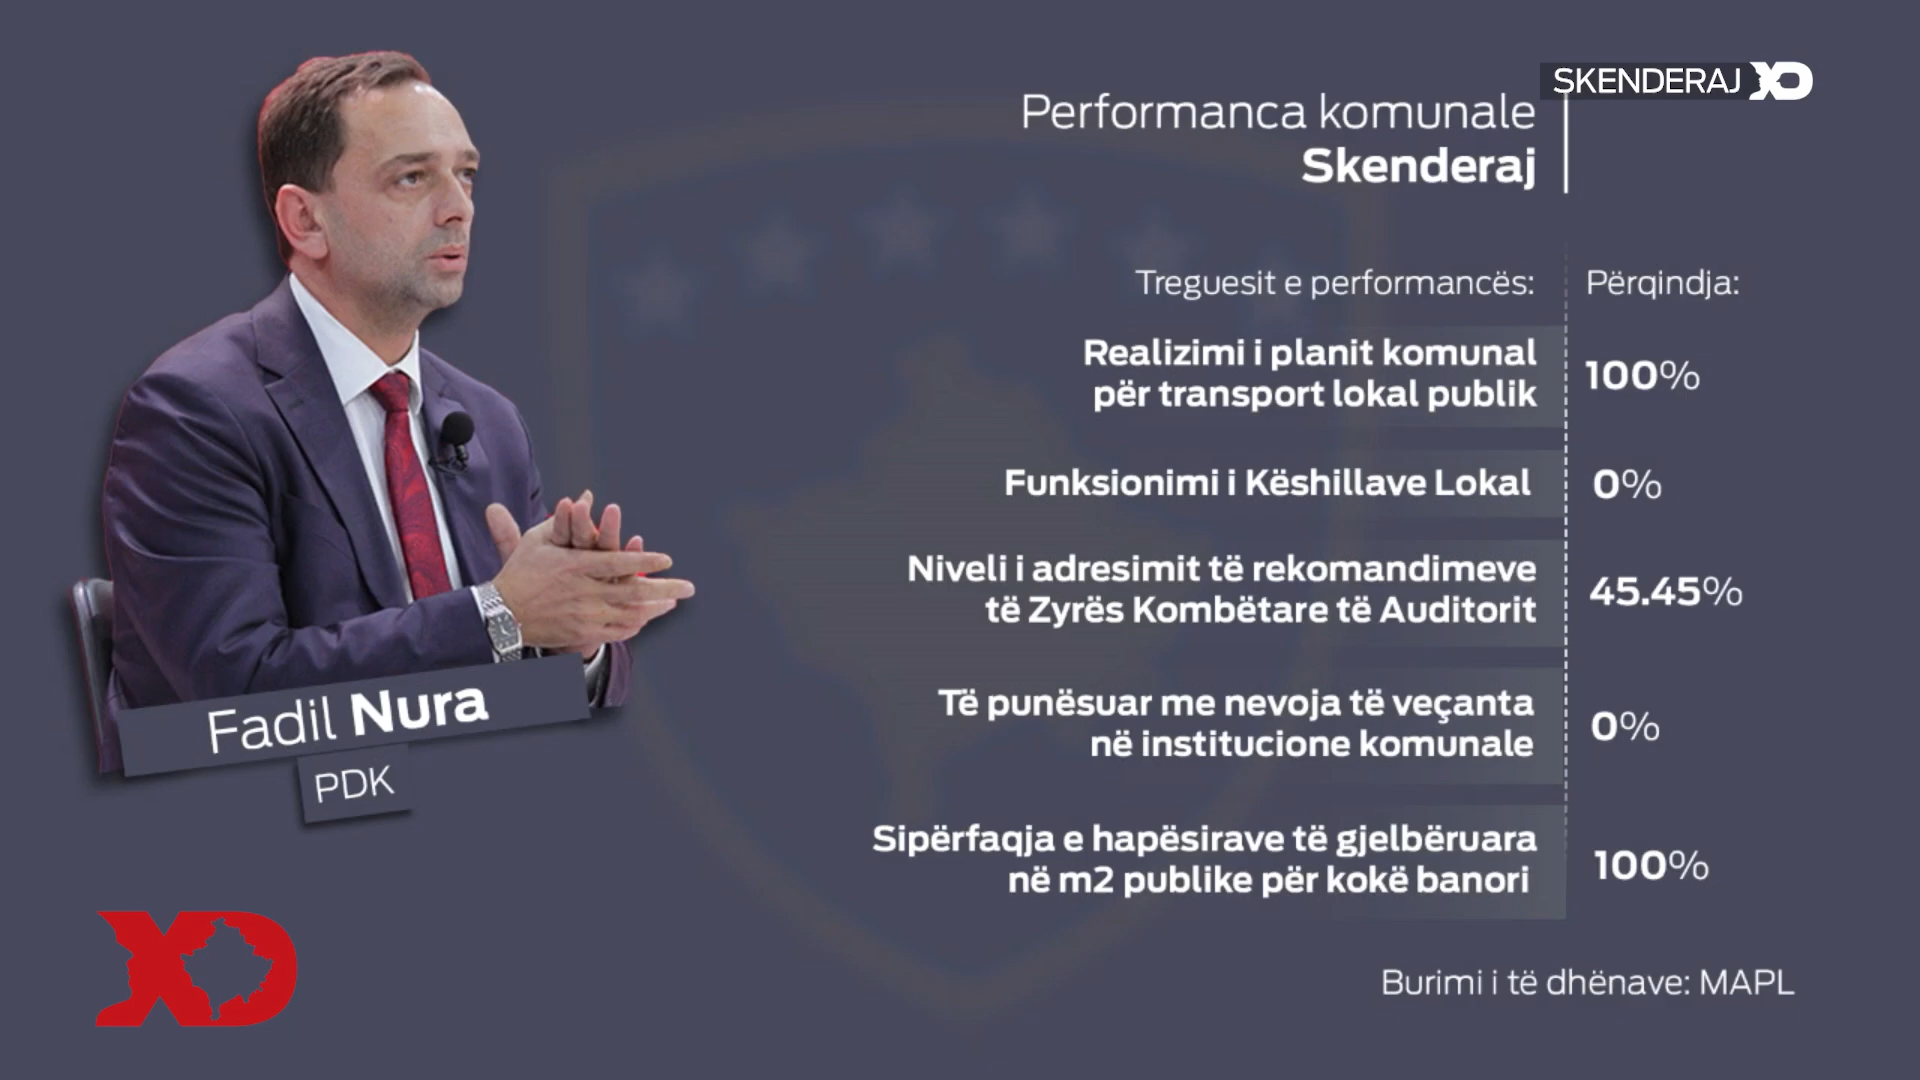 SKENDERAJ XD
Performanca komunale
Skenderaj
Treguesit e performancës: Përqindja:
Realizimi i planit komunal
për transport lokal publik
100%
Funksionimi i Këshillave Lokal 0%
Niveli i adresimit të rekomandimeve
të Zyrës Kombëtare të Auditorit
45.45%
Të punësuar me nevoja të veçanta
në institucione komunale
0%
Sipërfaqja e hapësirave të gjelbëruara
në m2 publike për kokë banori
100%
Burimi i të dhënave: MAPL
Fadil Nura
PDK
XD